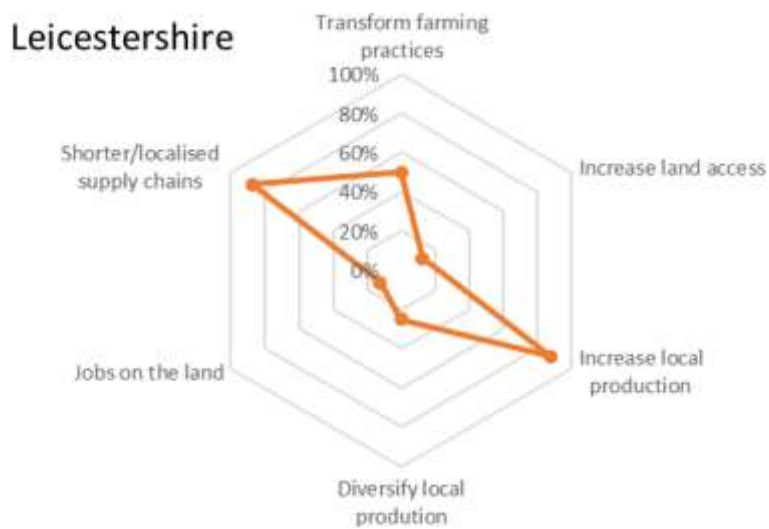 Leicestershire
Transform farming
practices
100%
80%
60%
40%
20%
0%
Shorter/localised
supply chains
Increase land access
Jobs on the land
Increase local
production
Diversify local
prodution